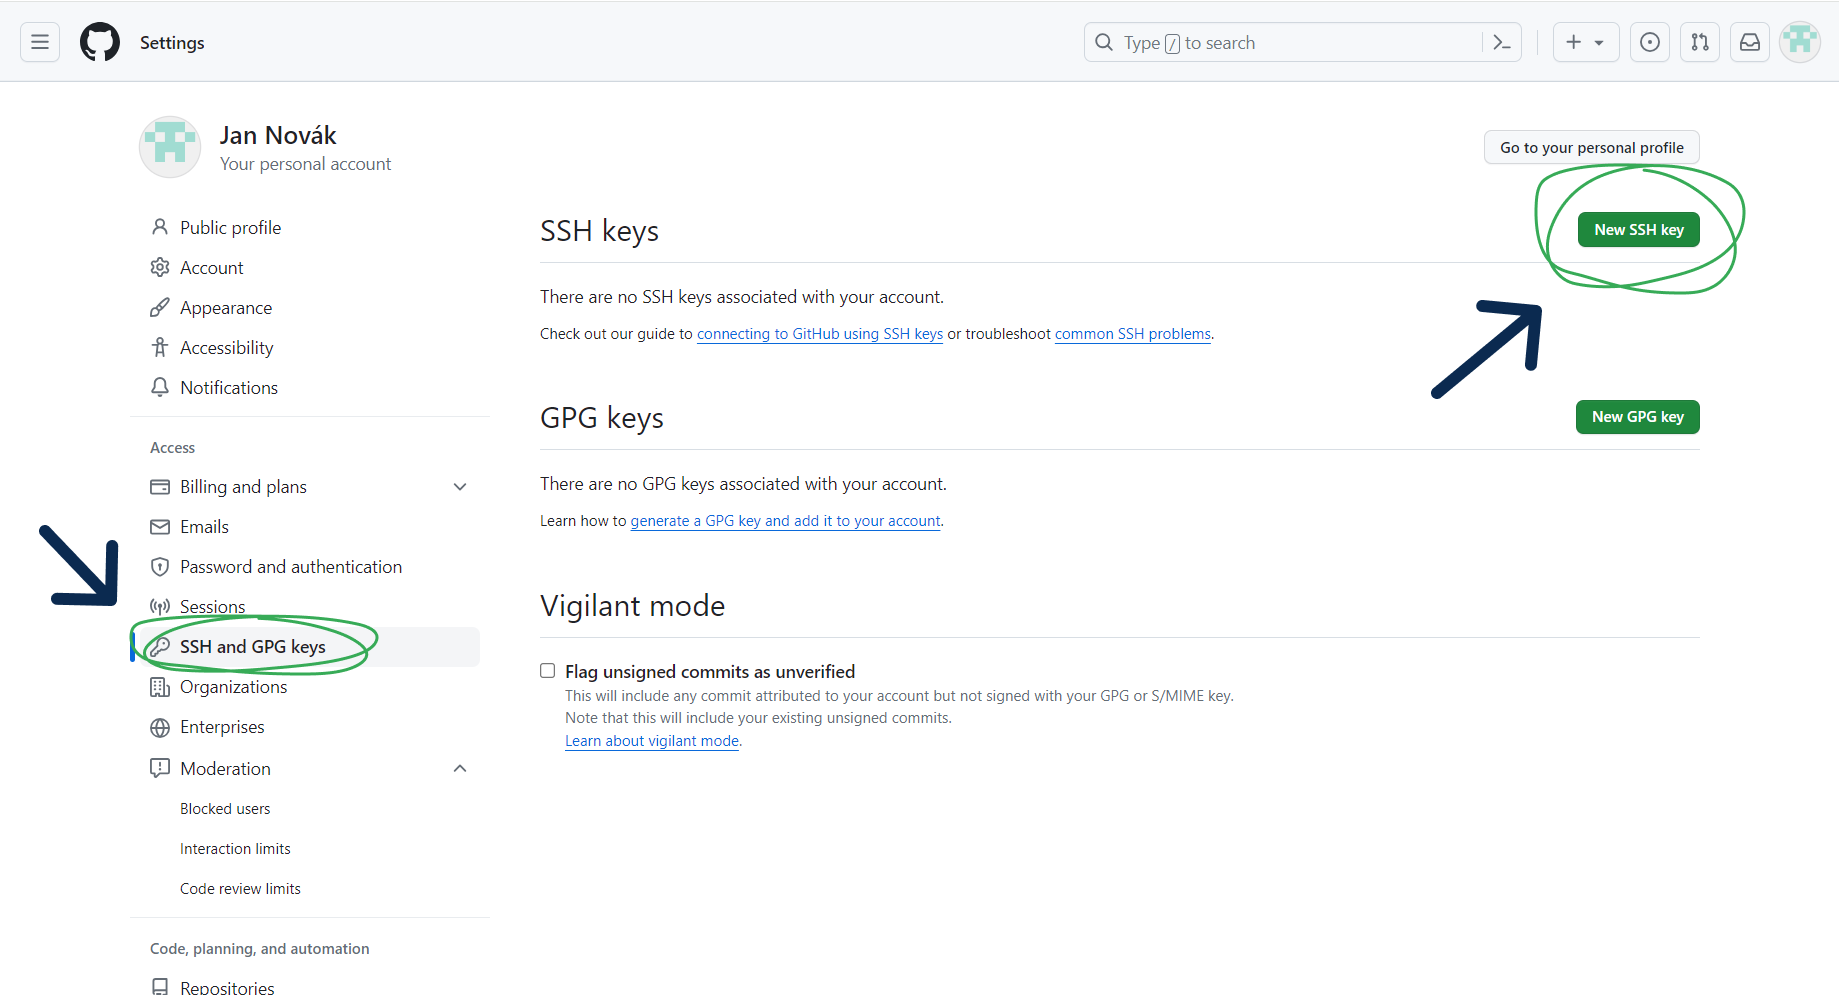 Settings
Type / to search
Jan Novák
Your personal account
Go to your personal profile
Public profile
Account
Appearance
Accessibility
Notifications
Access
Billing and plans
Emails
Password and authentication
Sessions
SSH and GPG keys
Organizations
Enterprises
Moderation
Blocked users
Interaction limits
Code review limits
Code, planning, and automation
Repositories
SSH keys
New SSH key
There are no SSH keys associated with your account.
Check out our guide to connecting to GitHub using SSH keys or troubleshoot common SSH problems.
GPG keys
New GPG key
There are no GPG keys associated with your account.
Learn how to generate a GPG key and add it to your account.
Vigilant mode
Flag unsigned commits as unverified
This will include any commit attributed to your account but not signed with your GPG or S/MIME key.
Note that this will include your existing unsigned commits.
Learn about vigilant mode.